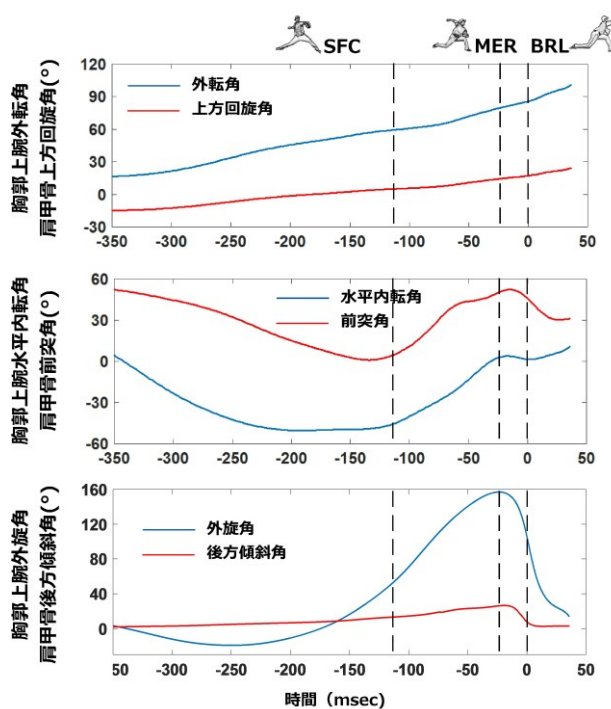 SFC MER BRL
胸郭上腕外転角
肩甲骨上方回旋角(°)
120
90
60
30
0
-30
外転角
上方回旋角
-350 -300 -250 -200 -150 -100 -50 0 50
胸郭上腕水平内転角
肩甲骨前突角(°)
60
30
0
-30
-60
水平内転角
前突角
-350 -300 -250 -200 -150 -100 -50 0 50
胸郭上腕外旋角
肩甲骨後方傾斜角(°)
160
120
80
40
0
外旋角
後方傾斜角
50 -300 -250 -200 -150 -100 -50 0 50
時間（msec）